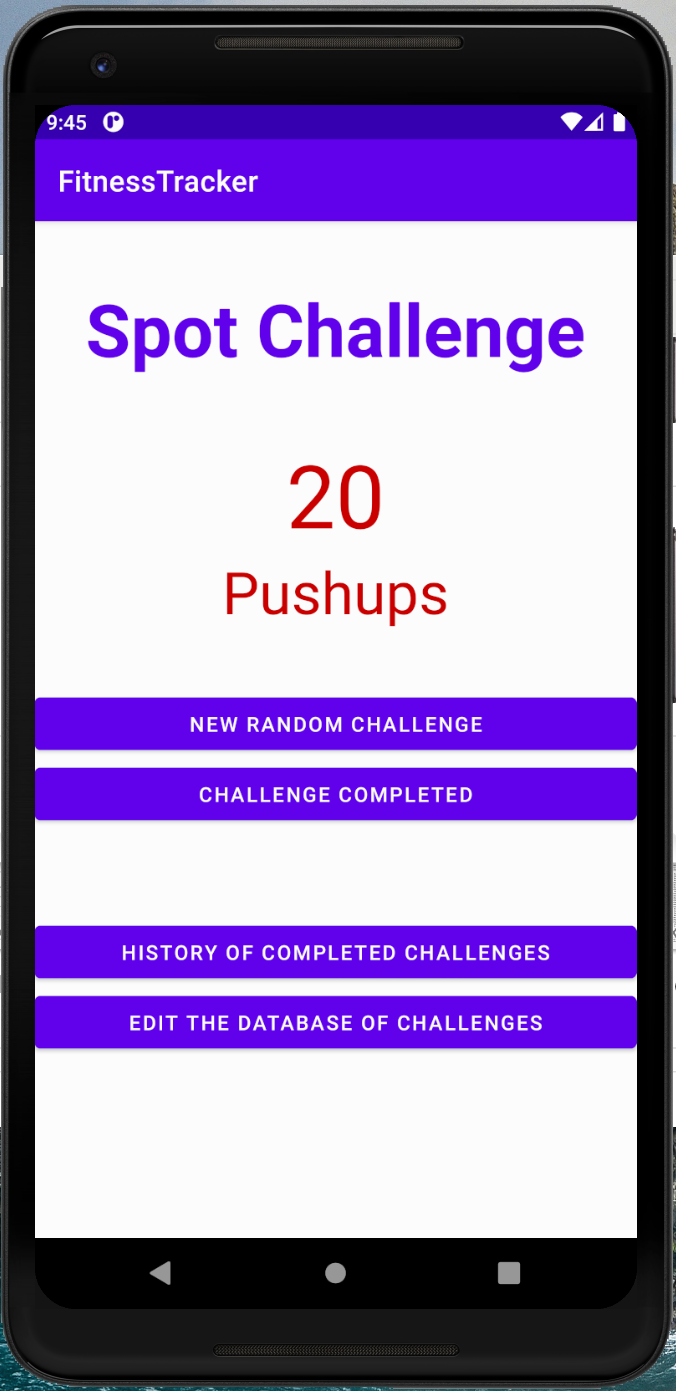 9:45
FitnessTracker
Spot Challenge
20
Pushups
NEW RANDOM CHALLENGE
CHALLENGE COMPLETED
HISTORY OF COMPLETED CHALLENGES
EDIT THE DATABASE OF CHALLENGES